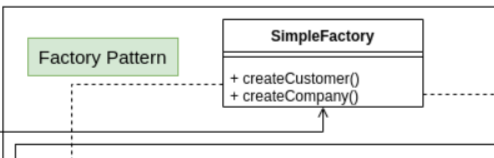 SimpleFactory
Factory Pattern
+ createCustomer()
+ createCompany()